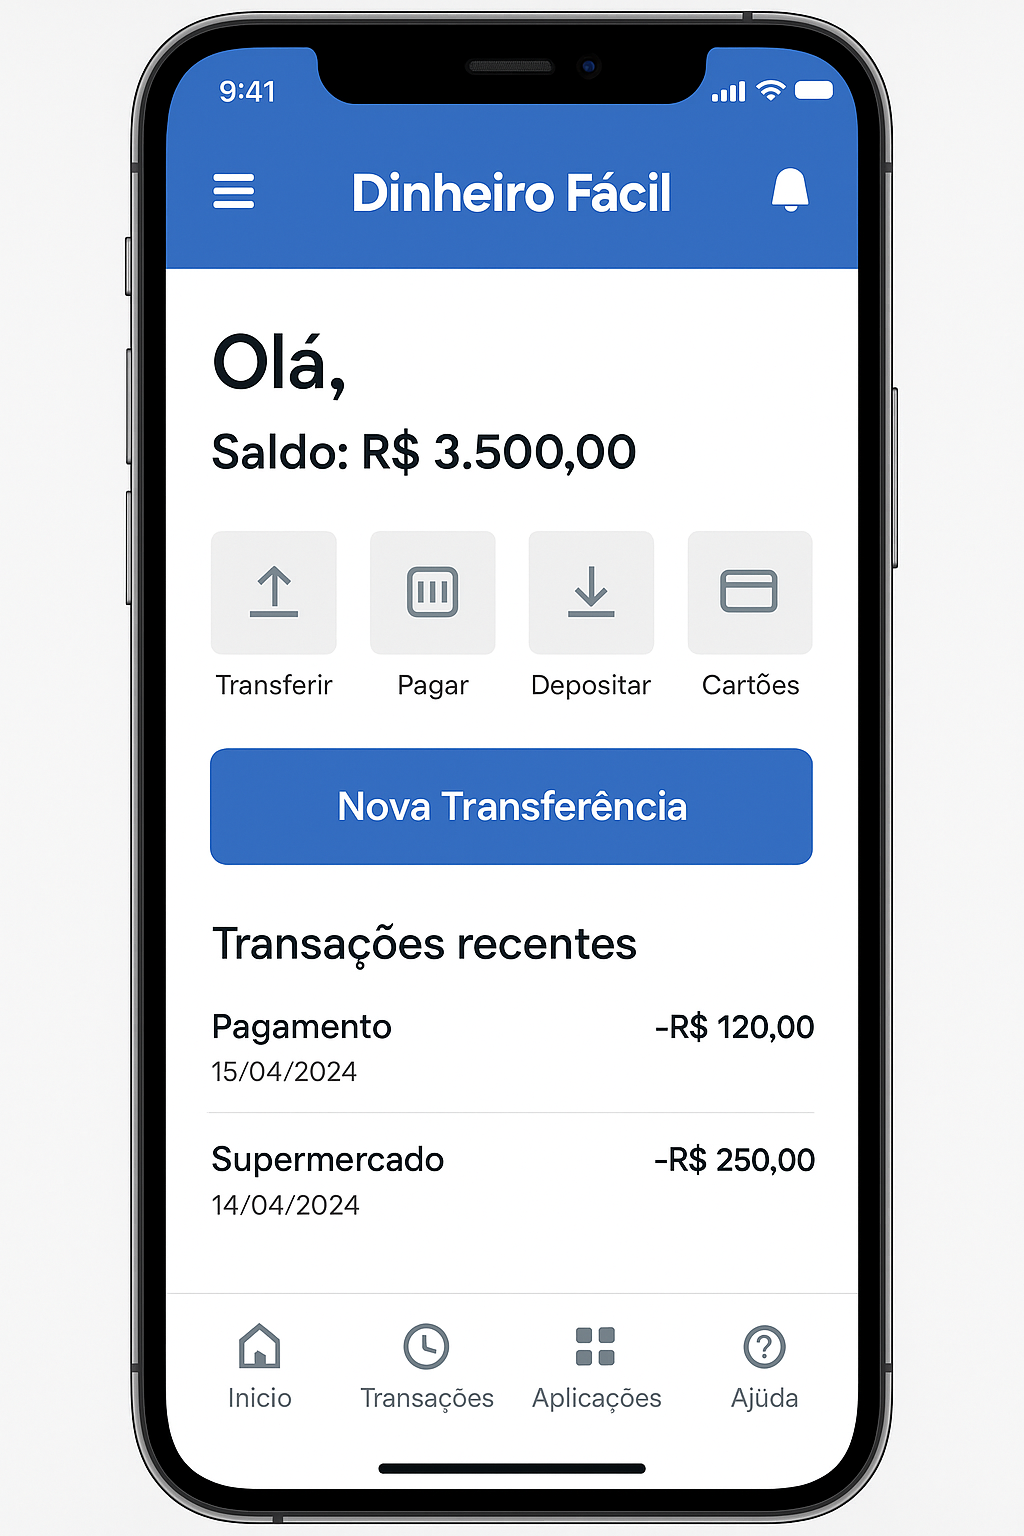 9:41
Dinheiro Fácil
Olá,
Saldo: R$ 3.500,00
Transferir
Pagar
Depositar
Cartões
Nova Transferência
Transações recentes
Pagamento -R$ 120,00
15/04/2024
Supermercado -R$ 250,00
14/04/2024
Inicio
Transações
Aplicações
Ajüda